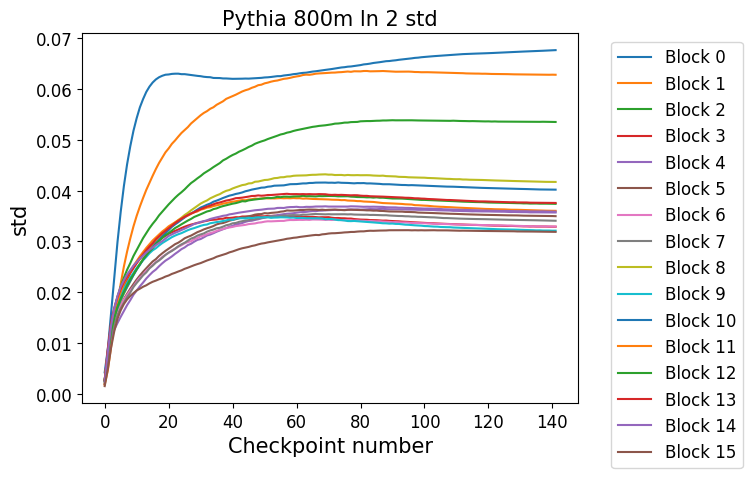 Pythia 800m ln 2 std
0.07
0.06
0.05
0.04
0.03
0.02
0.01
0.00
std
0 20 40 60 80 100 120 140
Checkpoint number
Block 0
Block 1
Block 2
Block 3
Block 4
Block 5
Block 6
Block 7
Block 8
Block 9
Block 10
Block 11
Block 12
Block 13
Block 14
Block 15